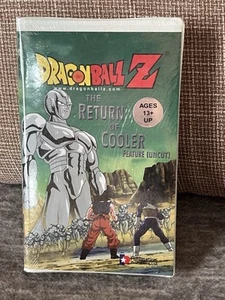 DRAGON BALL Z
www.dragonballz.com
THE
RETURN
OF
COOLER
FEATURE (UNCUT)
AGES
13+
UP